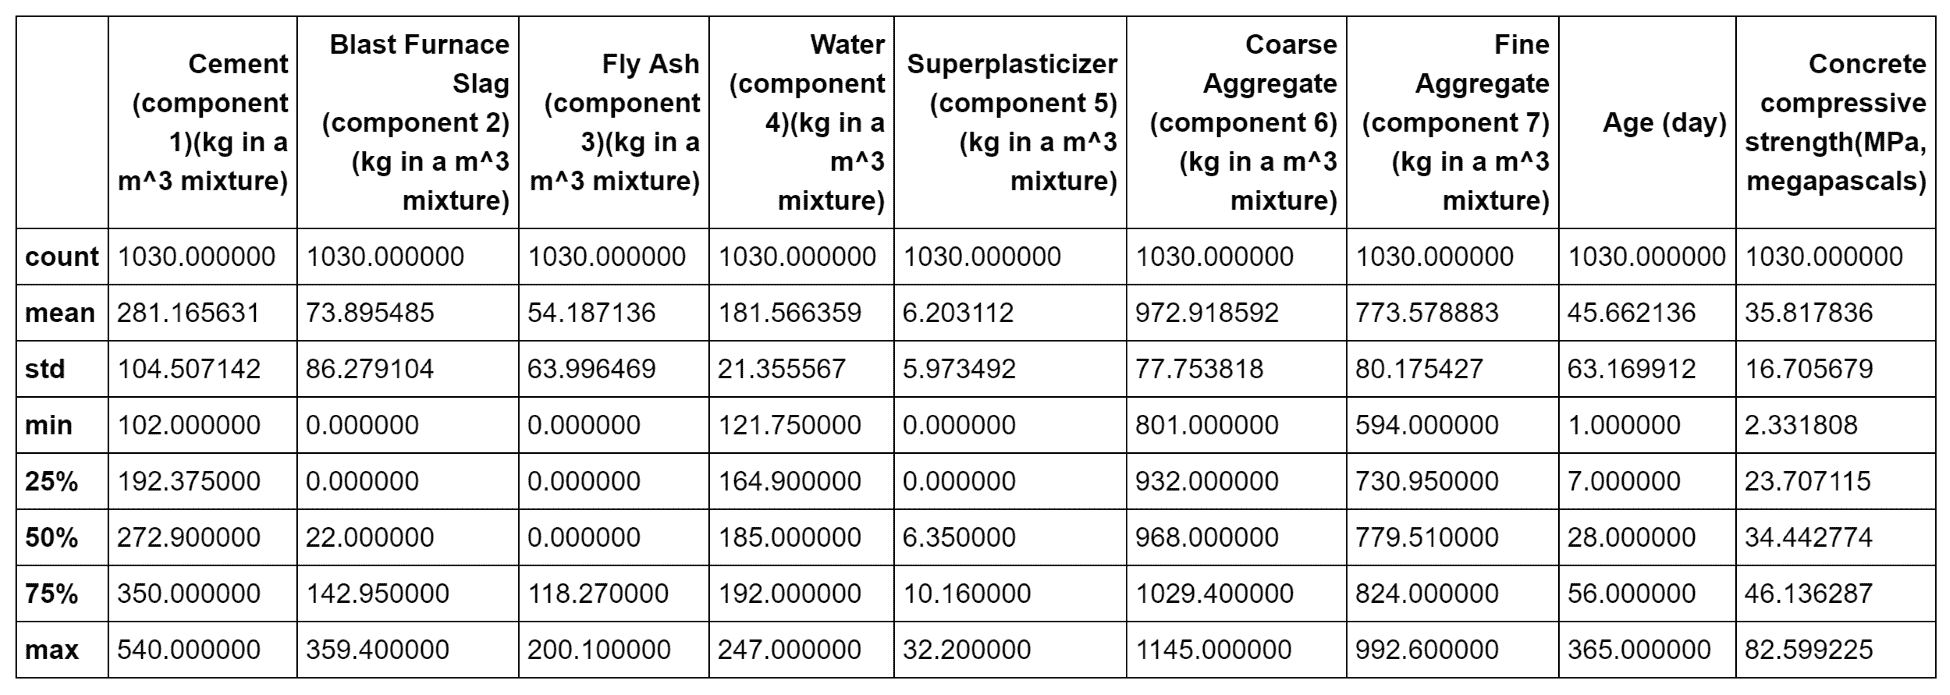 Cement (component 1)(kg in a m^3 mixture) Blast Furnace Slag (component 2) (kg in a m^3 mixture) Fly Ash (component 3)(kg in a m^3 mixture) Water (component 4)(kg in a m^3 mixture) Superplasticizer (component 5) (kg in a m^3 mixture) Coarse Aggregate (component 6) (kg in a m^3 mixture) Fine Aggregate (component 7) (kg in a m^3 mixture) Age (day) Concrete compressive strength(MPa, megapascals)
count 1030.000000 1030.000000 1030.000000 1030.000000 1030.000000 1030.000000 1030.000000 1030.000000 1030.000000
mean 281.165631 73.895485 54.187136 181.566359 6.203112 972.918592 773.578883 45.662136 35.817836
std 104.507142 86.279104 63.996469 21.355567 5.973492 77.753818 80.175427 63.169912 16.705679
min 102.000000 0.000000 0.000000 121.750000 0.000000 801.000000 594.000000 1.000000 2.331808
25% 192.375000 0.000000 0.000000 164.900000 0.000000 932.000000 730.950000 7.000000 23.707115
50% 272.900000 22.000000 0.000000 185.000000 6.350000 968.000000 779.510000 28.000000 34.442774
75% 350.000000 142.950000 118.270000 192.000000 10.160000 1029.400000 824.000000 56.000000 46.136287
max 540.000000 359.400000 200.100000 247.000000 32.200000 1145.000000 992.600000 365.000000 82.599225